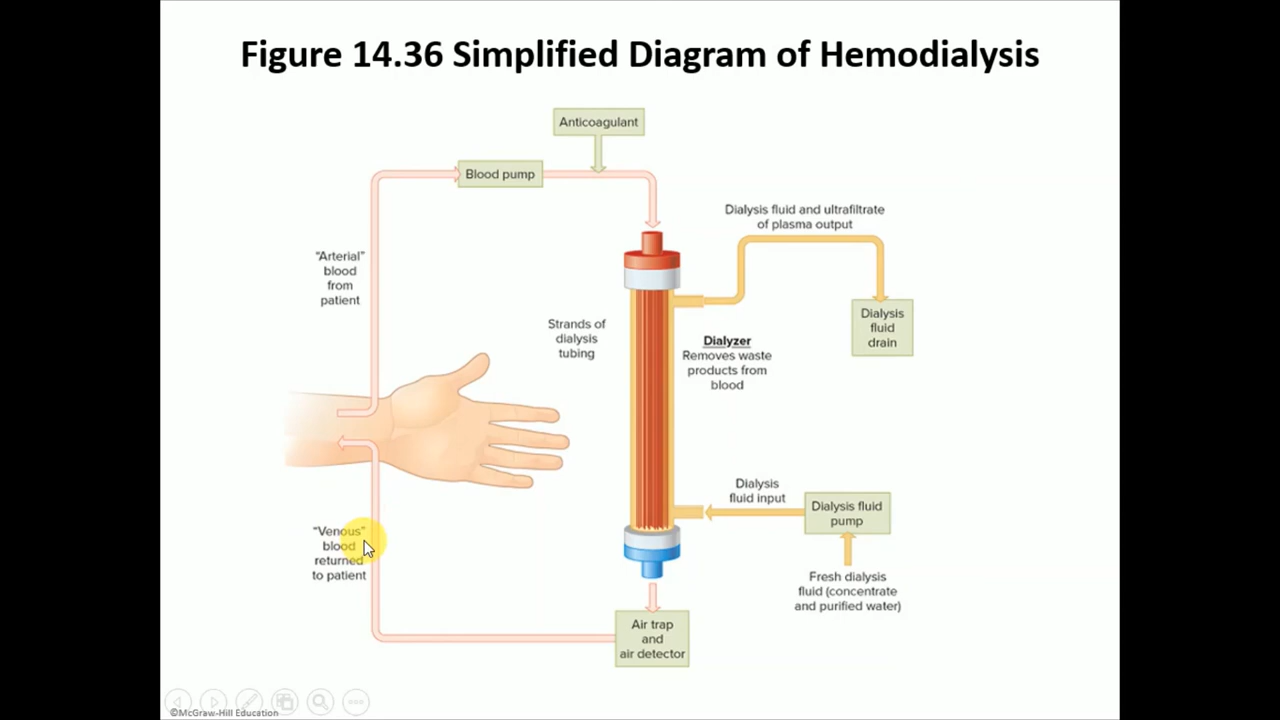 Figure 14.36 Simplified Diagram of Hemodialysis
Anticoagulant
Blood pump
Dialysis fluid and ultrafiltrate
of plasma output
“Arterial”
blood
from
patient
Strands of
dialysis
tubing
Dialyzer
Removes waste
products from
blood
Dialysis
fluid
drain
Dialysis
fluid input
Dialysis fluid
pump
“Venous”
blood
returned
to patient
Fresh dialysis
fluid (concentrate
and purified water)
Air trap
and
air detector
©McGraw-Hill Education